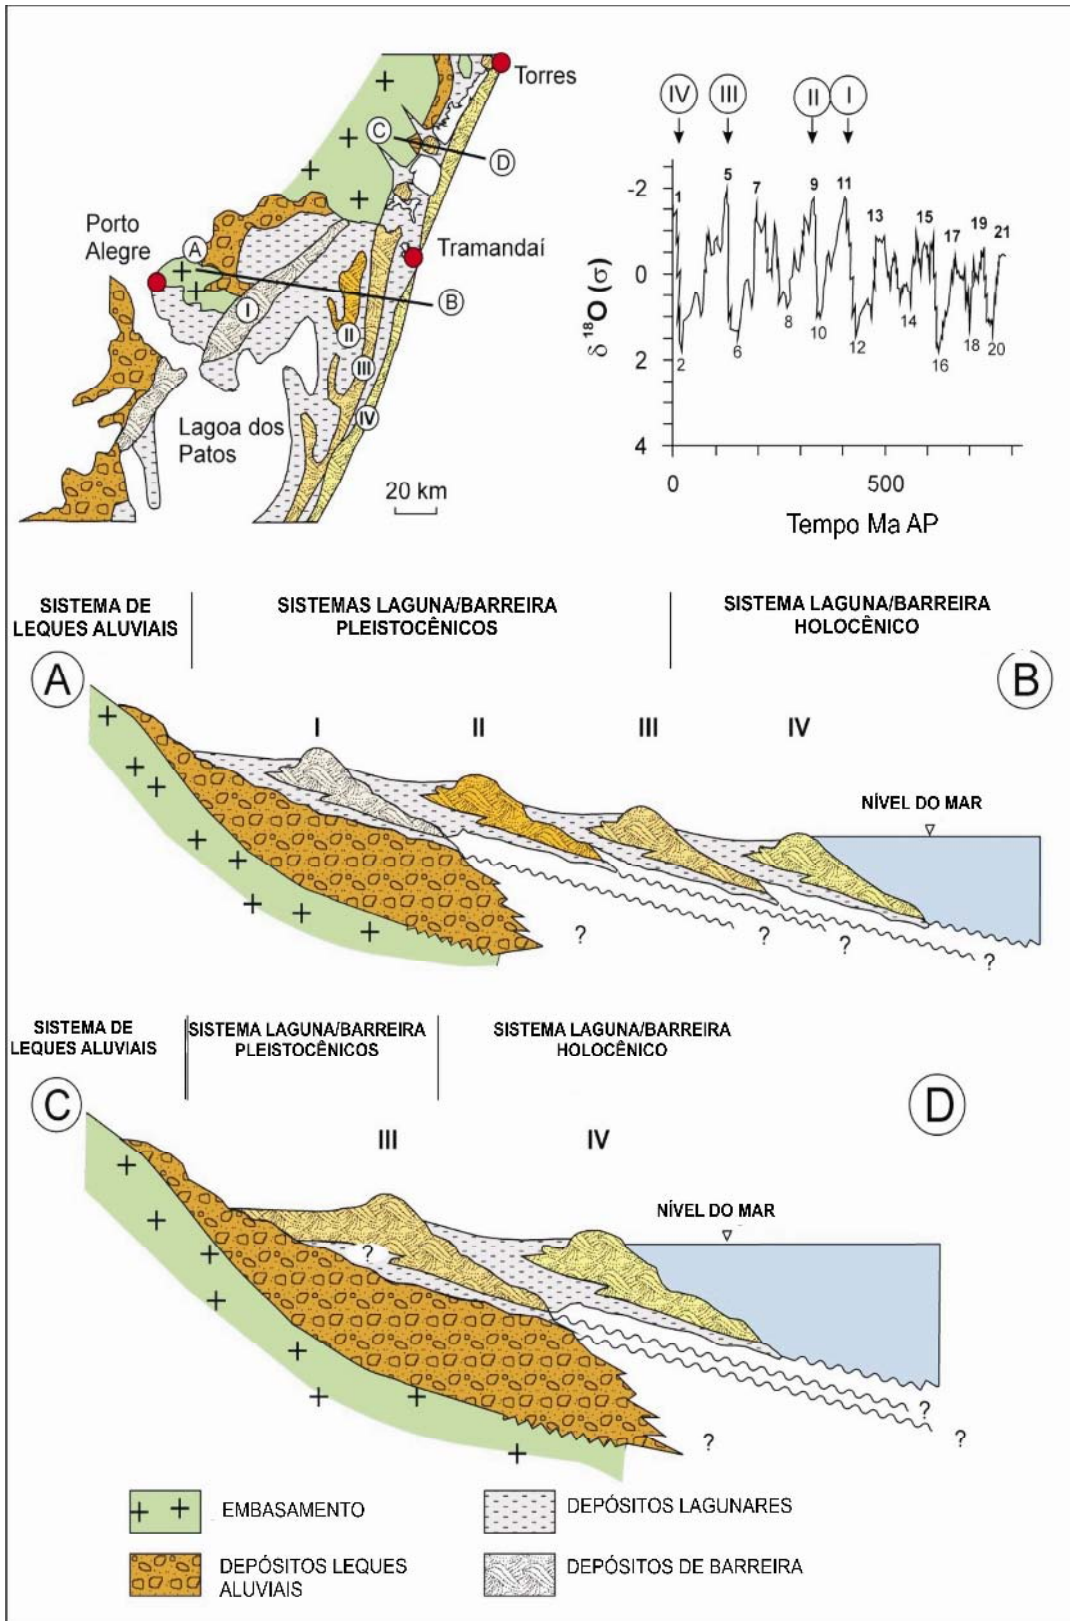 Torres
C
D
Porto
Alegre
A
Tramandaí
B
I
II
III
IV
Lagoa dos
Patos
20 km
IV
III
II
I
-2
0
2
4
δ ¹⁸O (σ)
1
5
7
9
11
13
15
17
19
21
2
6
8
10
12
14
16
18
20
0
500
Tempo Ma AP
SISTEMA DE
LEQUES ALUVIAIS
SISTEMAS LAGUNA/BARREIRA
PLEISTOCÊNICOS
SISTEMA LAGUNA/BARREIRA
HOLOCÊNICO
A
B
I
II
III
IV
NÍVEL DO MAR
?
?
?
?
SISTEMA DE
LEQUES ALUVIAIS
SISTEMA LAGUNA/BARREIRA
PLEISTOCÊNICOS
SISTEMA LAGUNA/BARREIRA
HOLOCÊNICO
C
D
III
IV
NÍVEL DO MAR
?
?
?
?
EMBASAMENTO
DEPÓSITOS LAGUNARES
DEPÓSITOS LEQUES
ALUVIAIS
DEPÓSITOS DE BARREIRA